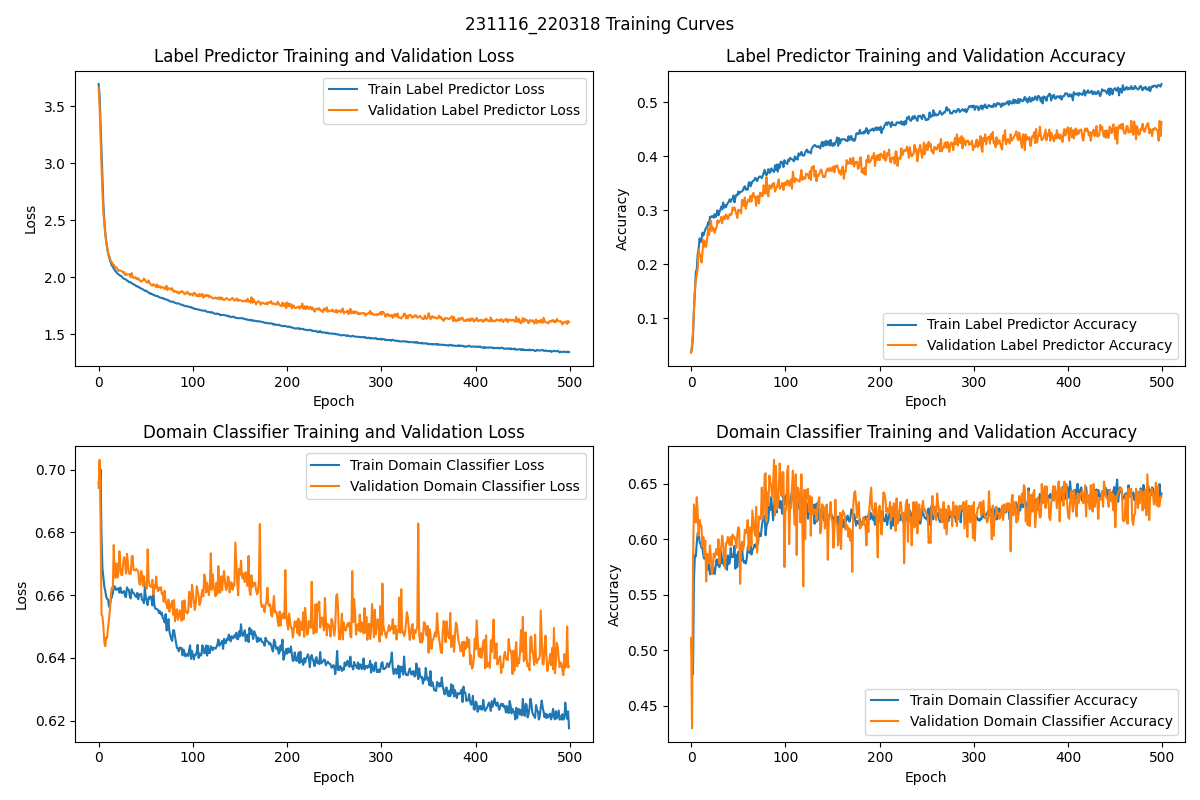 231116_220318 Training Curves
Label Predictor Training and Validation Loss
Train Label Predictor Loss
Validation Label Predictor Loss
Loss
3.5
3.0
2.5
2.0
1.5
0 100 200 300 400 500
Epoch
Label Predictor Training and Validation Accuracy
Train Label Predictor Accuracy
Validation Label Predictor Accuracy
Accuracy
0.5
0.4
0.3
0.2
0.1
0 100 200 300 400 500
Epoch
Domain Classifier Training and Validation Loss
Train Domain Classifier Loss
Validation Domain Classifier Loss
Loss
0.70
0.68
0.66
0.64
0.62
0 100 200 300 400 500
Epoch
Domain Classifier Training and Validation Accuracy
Train Domain Classifier Accuracy
Validation Domain Classifier Accuracy
Accuracy
0.65
0.60
0.55
0.50
0.45
0 100 200 300 400 500
Epoch